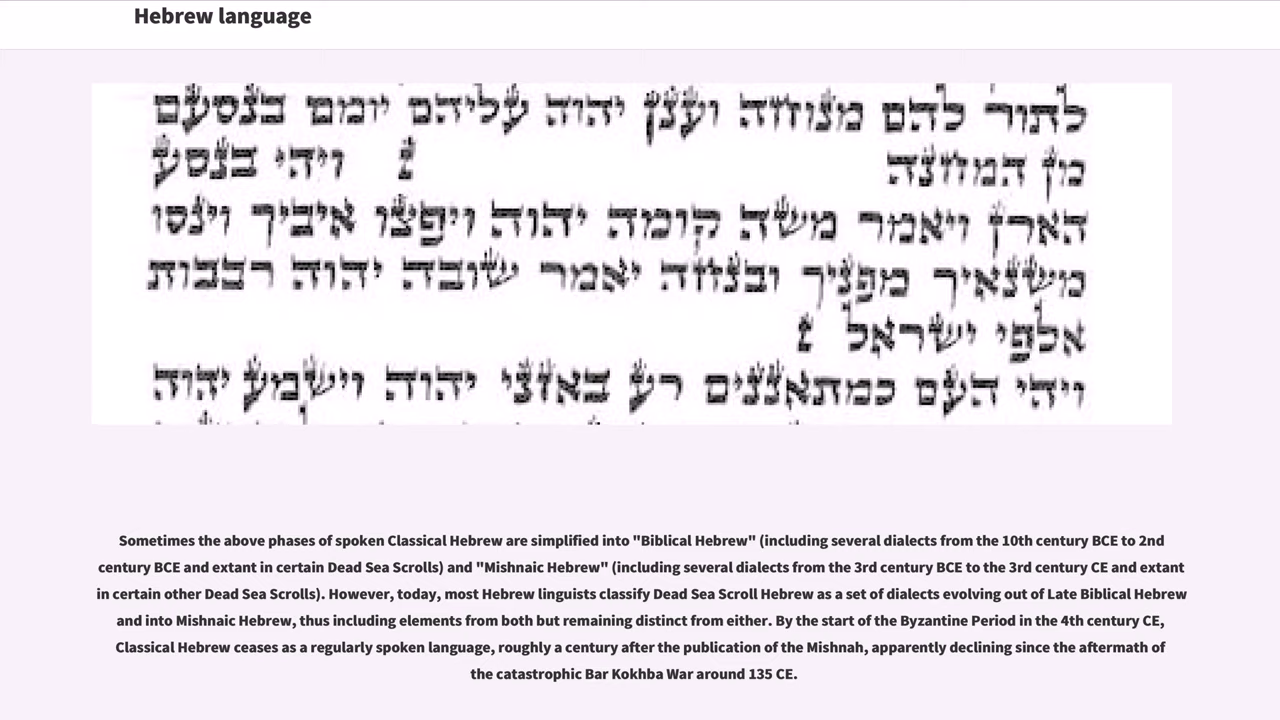 Hebrew language
לתור להם מנוחה וענן יהוה עליהם יומם בנסעם
מן המחנה ׆ ויהי בנסע
הארן ויאמר משה קומה יהוה ויפצו איביך וינסו
משנאיך מפניך ובנחה יאמר שובה יהוה רבבות
אלפי ישראל ׆
ויהי העם כמתאננים רע באזני יהוה וישמע יהוה
Sometimes the above phases of spoken Classical Hebrew are simplified into "Biblical Hebrew" (including several dialects from the 10th century BCE to 2nd
century BCE and extant in certain Dead Sea Scrolls) and "Mishnaic Hebrew" (including several dialects from the 3rd century BCE to the 3rd century CE and extant
in certain other Dead Sea Scrolls). However, today, most Hebrew linguists classify Dead Sea Scroll Hebrew as a set of dialects evolving out of Late Biblical Hebrew
and into Mishnaic Hebrew, thus including elements from both but remaining distinct from either. By the start of the Byzantine Period in the 4th century CE,
Classical Hebrew ceases as a regularly spoken language, roughly a century after the publication of the Mishnah, apparently declining since the aftermath of
the catastrophic Bar Kokhba War around 135 CE.